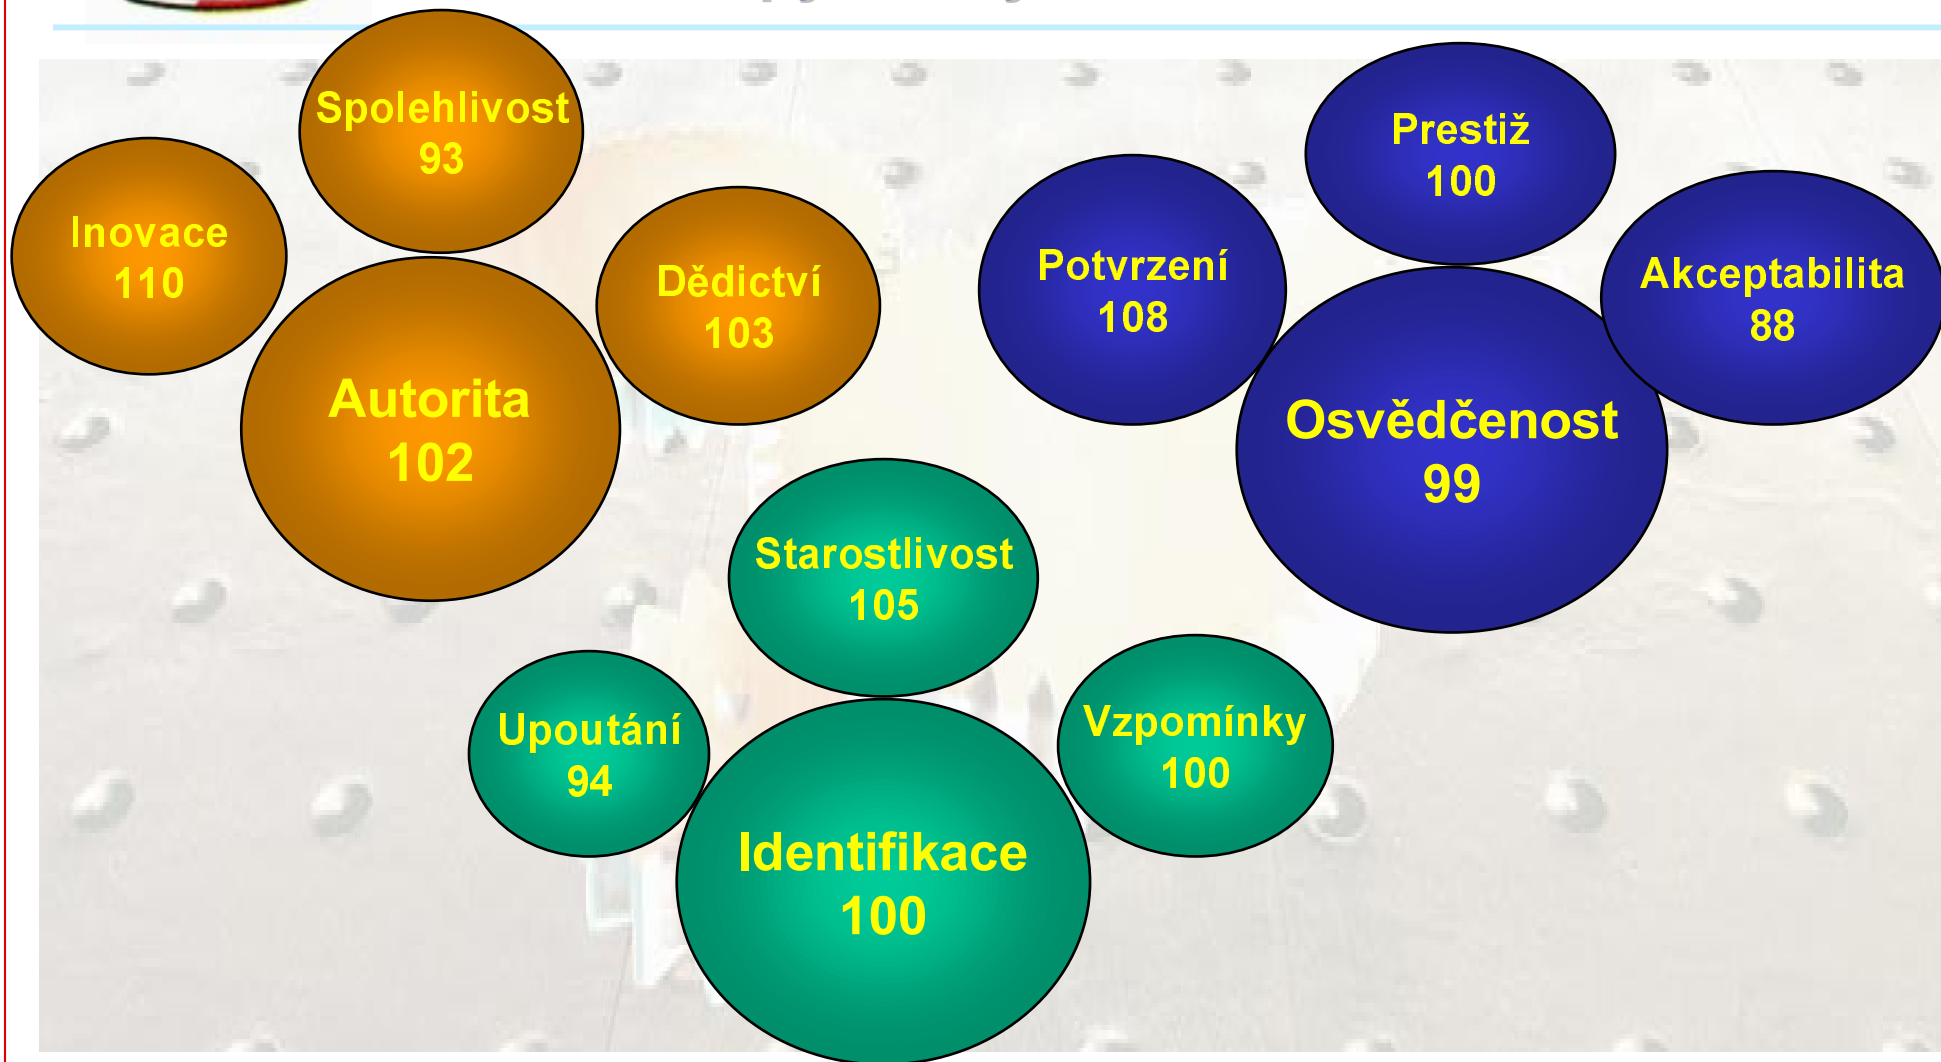 Spolehlivost
93
Inovace
110
Dědictví
103
Autorita
102
Prestiž
100
Potvrzení
108
Akceptabilita
88
Osvědčenost
99
Starostlivost
105
Upoutání
94
Vzpomínky
100
Identifikace
100